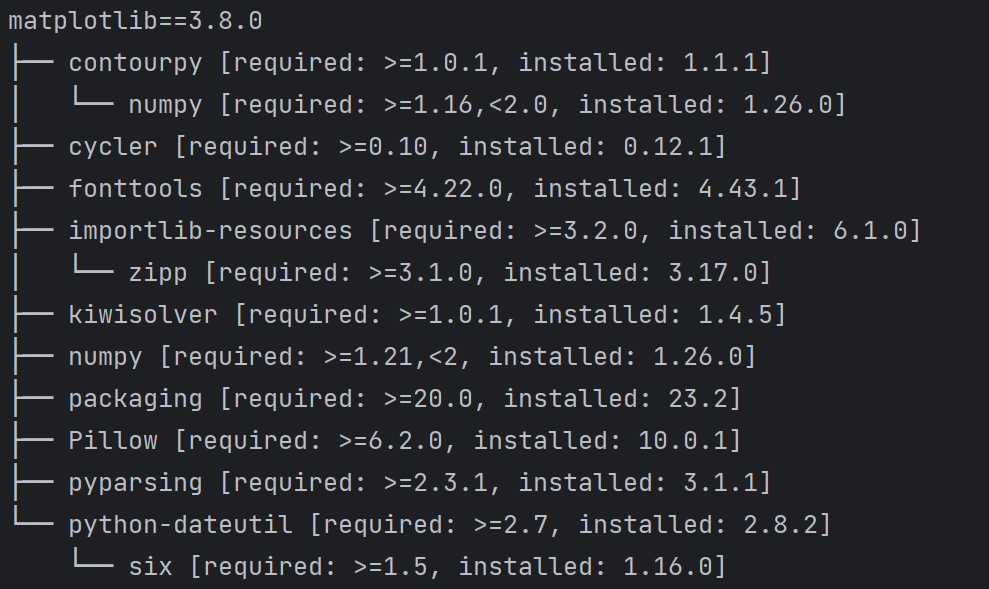 matplotlib==3.8.0
├── contourpy [required: >=1.0.1, installed: 1.1.1]
│   └── numpy [required: >=1.16,<2.0, installed: 1.26.0]
├── cycler [required: >=0.10, installed: 0.12.1]
├── fonttools [required: >=4.22.0, installed: 4.43.1]
├── importlib-resources [required: >=3.2.0, installed: 6.1.0]
│   └── zipp [required: >=3.1.0, installed: 3.17.0]
├── kiwisolver [required: >=1.0.1, installed: 1.4.5]
├── numpy [required: >=1.21,<2, installed: 1.26.0]
├── packaging [required: >=20.0, installed: 23.2]
├── Pillow [required: >=6.2.0, installed: 10.0.1]
├── pyparsing [required: >=2.3.1, installed: 3.1.1]
└── python-dateutil [required: >=2.7, installed: 2.8.2]
    └── six [required: >=1.5, installed: 1.16.0]